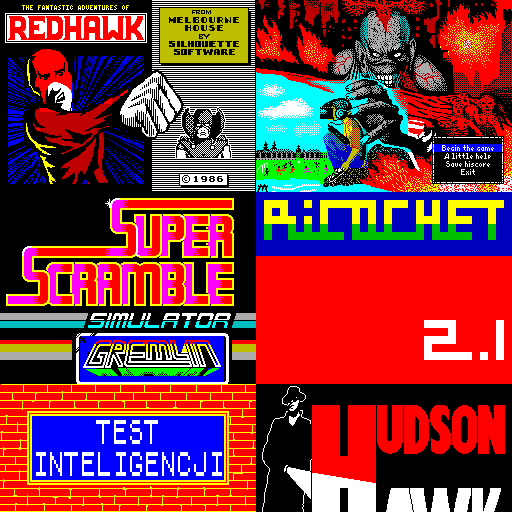 THE FANTASTIC ADVENTURES OF
REDHAWK
FROM
MELBOURNE
HOUSE
BY
SILHOUETTE
SOFTWARE
© 1986
Begin the game
A little help
Save hiscore
Exit
SUPER
SCRAMBLE
SIMULATOR
GREMLIN
RICOCHET
2.1
TEST
INTELIGENCJI
HUDSON
HAWK